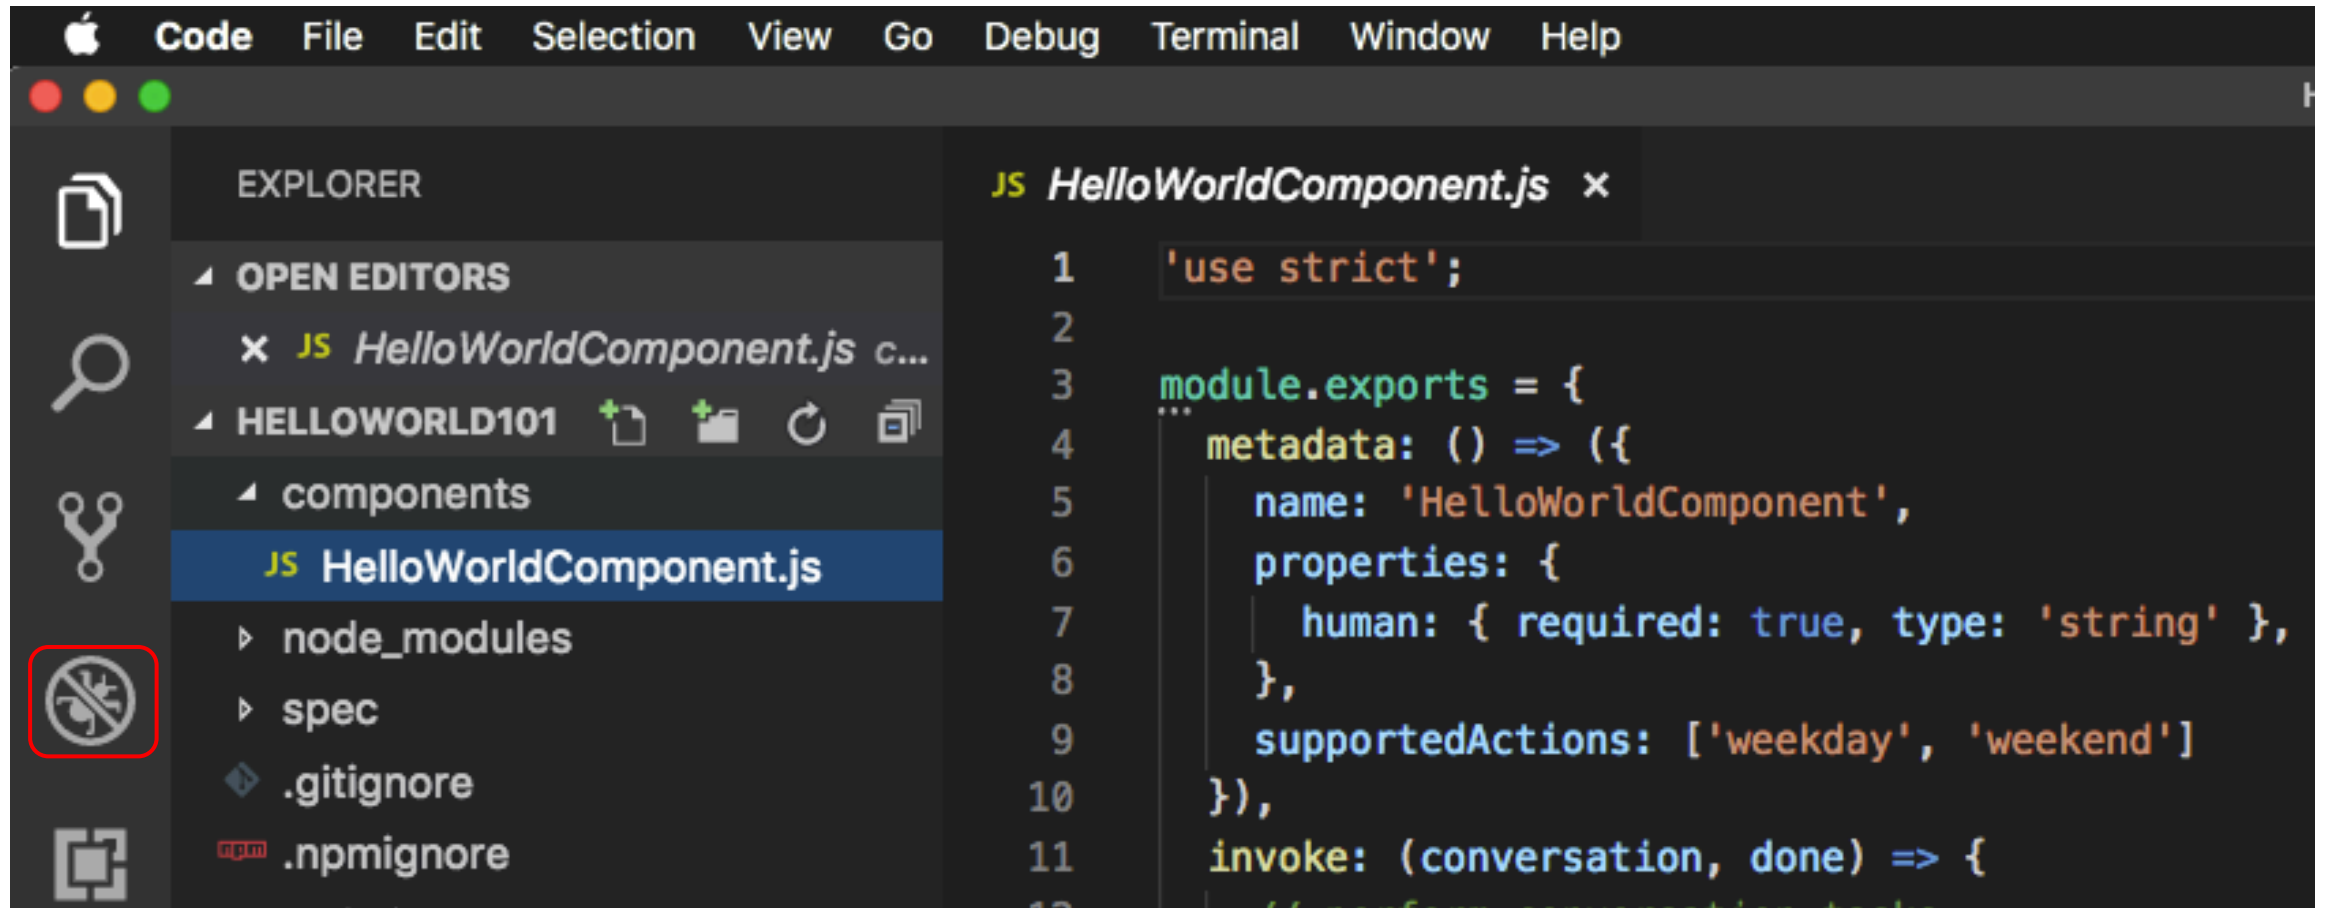 Code File Edit Selection View Go Debug Terminal Window Help
EXPLORER
OPEN EDITORS
JS HelloWorldComponent.js c...
HELLOWORLD101
components
JS HelloWorldComponent.js
node_modules
spec
.gitignore
npm .npmignore
JS HelloWorldComponent.js
1 'use strict';
2
3 module.exports = {
4 metadata: () => ({
5 name: 'HelloWorldComponent',
6 properties: {
7 human: { required: true, type: 'string' },
8 },
9 supportedActions: ['weekday', 'weekend']
10 }),
11 invoke: (conversation, done) => {